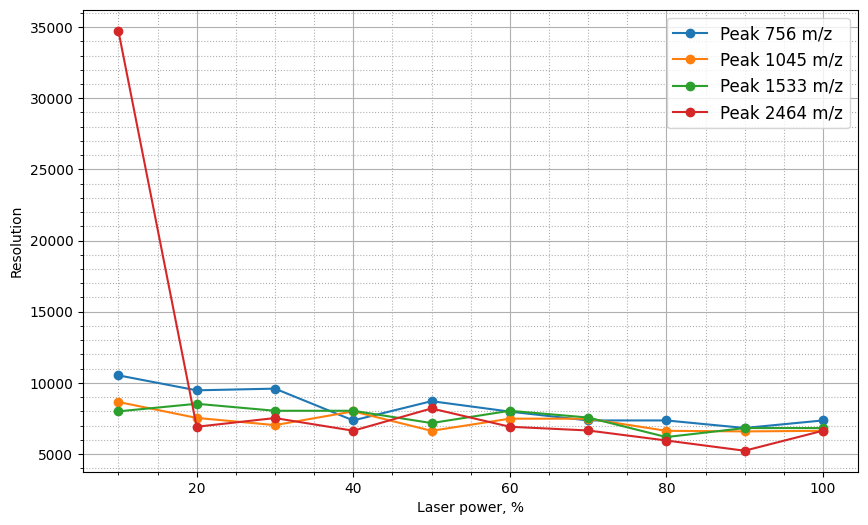 35000
30000
25000
20000
15000
10000
5000
Resolution
20 40 60 80 100
Laser power, %
Peak 756 m/z
Peak 1045 m/z
Peak 1533 m/z
Peak 2464 m/z